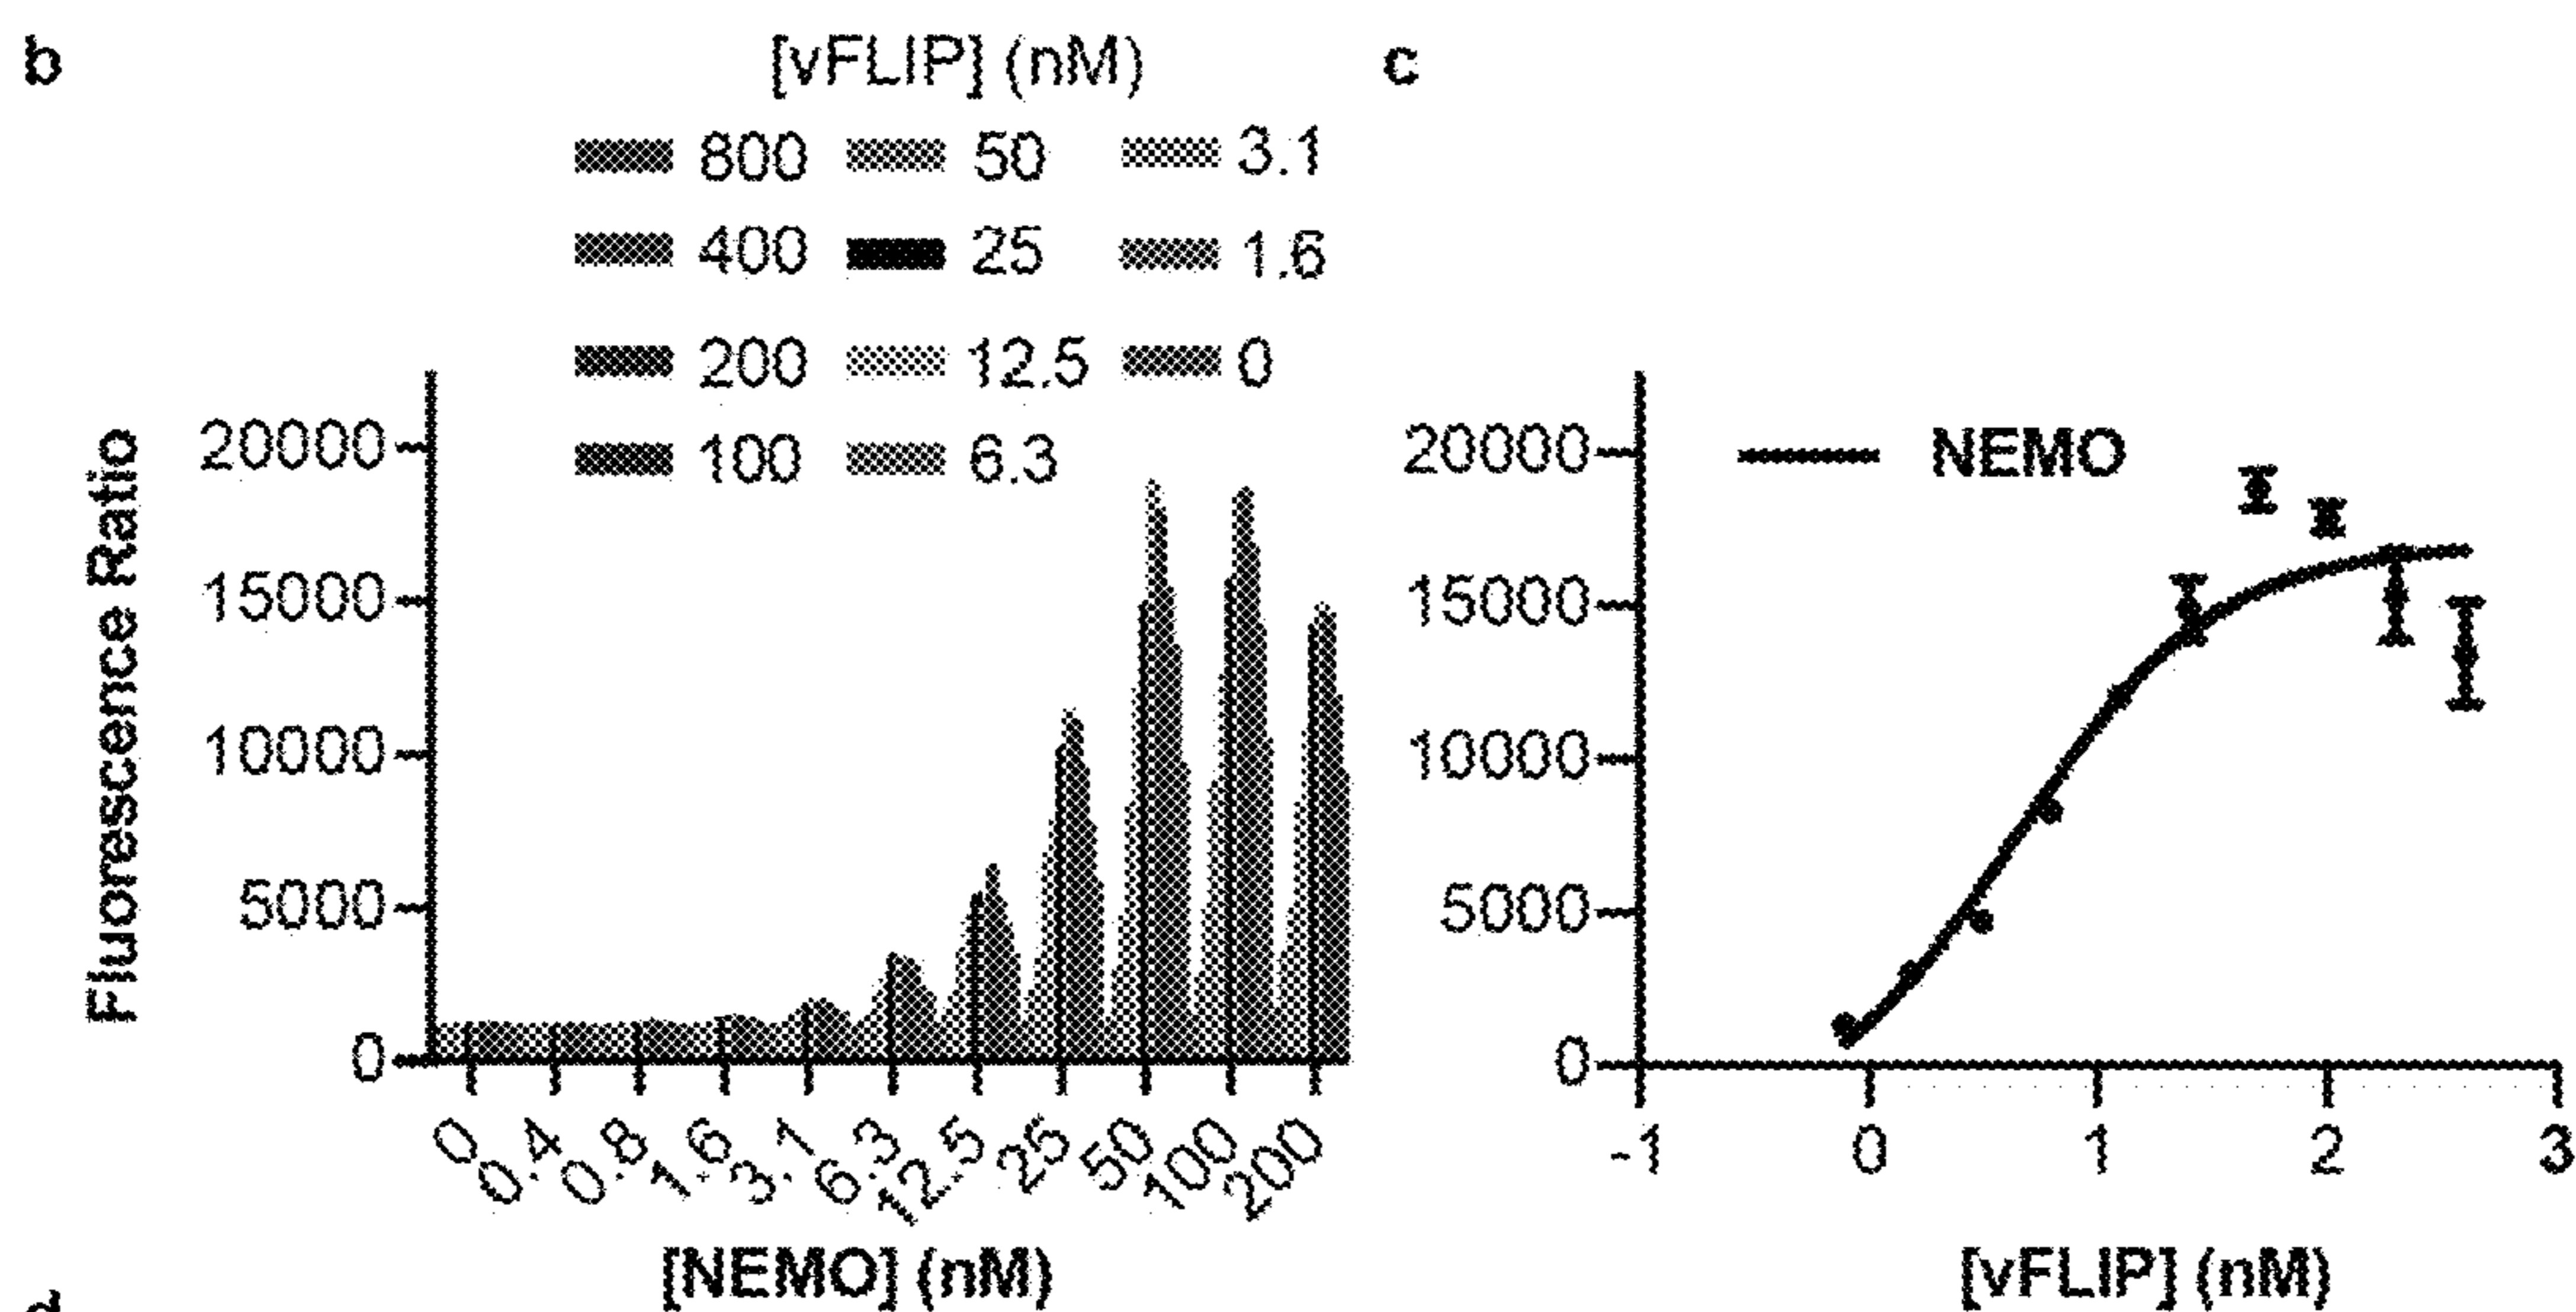 b
[vFLIP] (nM)
800 50 3.1
400 25 1.6
200 12.5 0
100 6.3
Fluorescence Ratio
20000
15000
10000
5000
0
0 0.4 0.8 1.6 3.1 6.3 12.5 25 50 100 200
[NEMO] (nM)
c
NEMO
20000
15000
10000
5000
0
-1 0 1 2 3
[vFLIP] (nM)